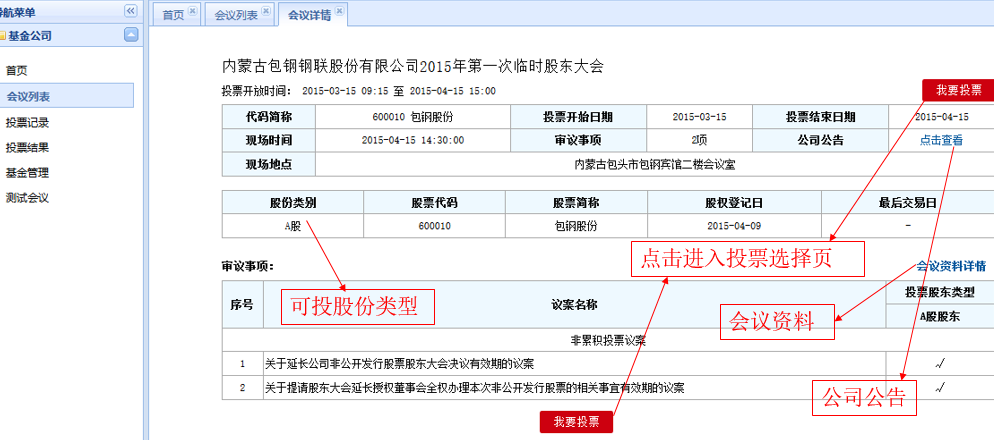 导航菜单
基金公司
首页
会议列表
投票记录
投票结果
基金管理
测试会议
首页 会议列表 会议详情
内蒙古包钢钢联股份有限公司2015年第一次临时股东大会
投票开放时间： 2015-03-15 09:15 至 2015-04-15 15:00
我要投票
代码简称 600010 包钢股份 投票开始日期 2015-03-15 投票结束日期 2015-04-15
现场时间 2015-04-15 14:30:00 审议事项 2项 公司公告 点击查看
现场地点 内蒙古包头市包钢宾馆二楼会议室
股份类别 股票代码 股票简称 股权登记日 最后交易日
A股 600010 包钢股份 2015-04-09 -
点击进入投票选择页
审议事项： 会议资料详情
序号 议案名称 投票股东类型
A股股东
可投股份类型
会议资料
非累积投票议案
1 关于延长公司非公开发行股票股东大会决议有效期的议案 √
2 关于提请股东大会延长授权董事会全权办理本次非公开发行股票的相关事宜有效期的议案 √
公司公告
我要投票